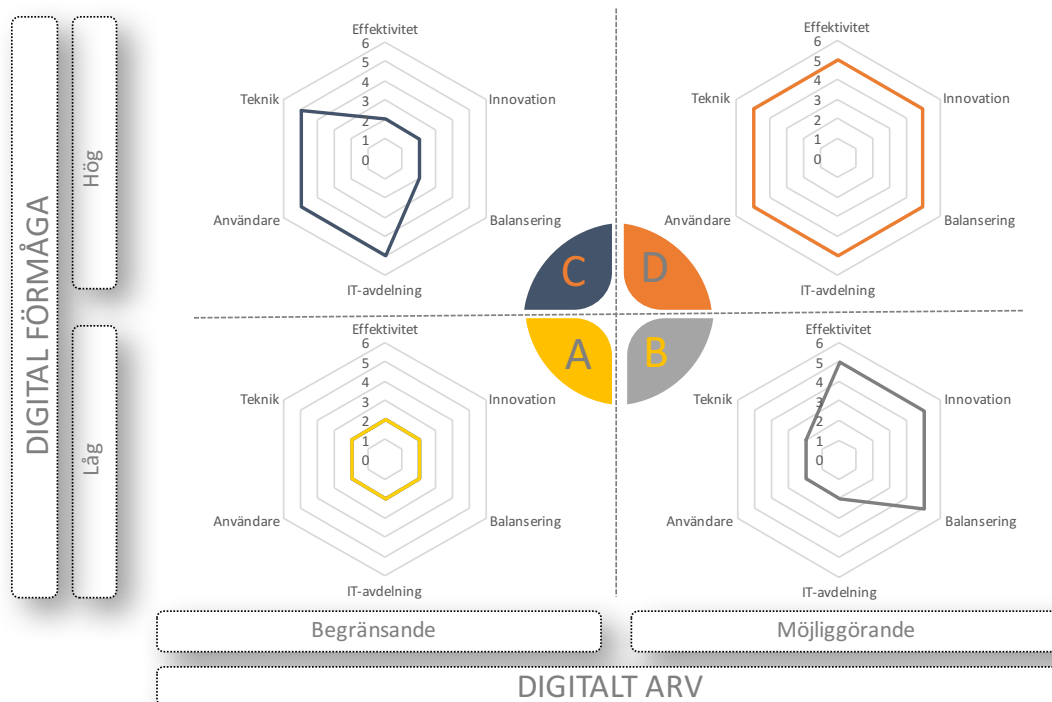 DIGITAL FÖRMÅGA
Hög
Låg
Effektivitet
6
5
4
3
2
1
0
Teknik
Innovation
Användare
Balansering
IT-avdelning
Effektivitet
6
5
4
3
2
1
0
Teknik
Innovation
Användare
Balansering
IT-avdelning
C
D
A
B
Effektivitet
6
5
4
3
2
1
0
Teknik
Innovation
Användare
Balansering
IT-avdelning
Effektivitet
6
5
4
3
2
1
0
Teknik
Innovation
Användare
Balansering
IT-avdelning
Begränsande
Möjliggörande
DIGITALT ARV